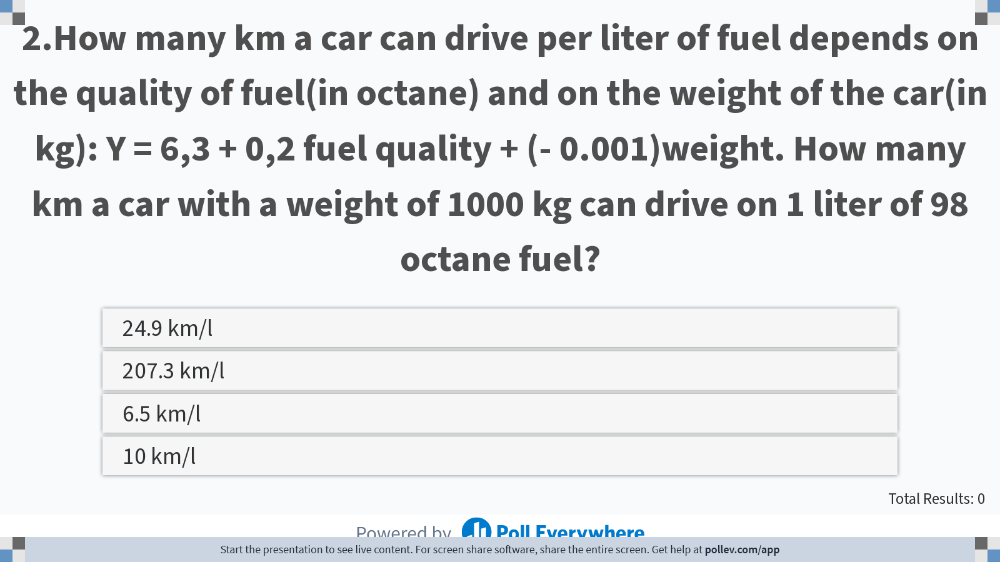 2.How many km a car can drive per liter of fuel depends on
the quality of fuel(in octane) and on the weight of the car(in
kg): Y = 6,3 + 0,2 fuel quality + (- 0.001)weight. How many
km a car with a weight of 1000 kg can drive on 1 liter of 98
octane fuel?
24.9 km/l
207.3 km/l
6.5 km/l
10 km/l
Total Results: 0
Powered by Poll Everywhere
Start the presentation to see live content. For screen share software, share the entire screen. Get help at pollev.com/app